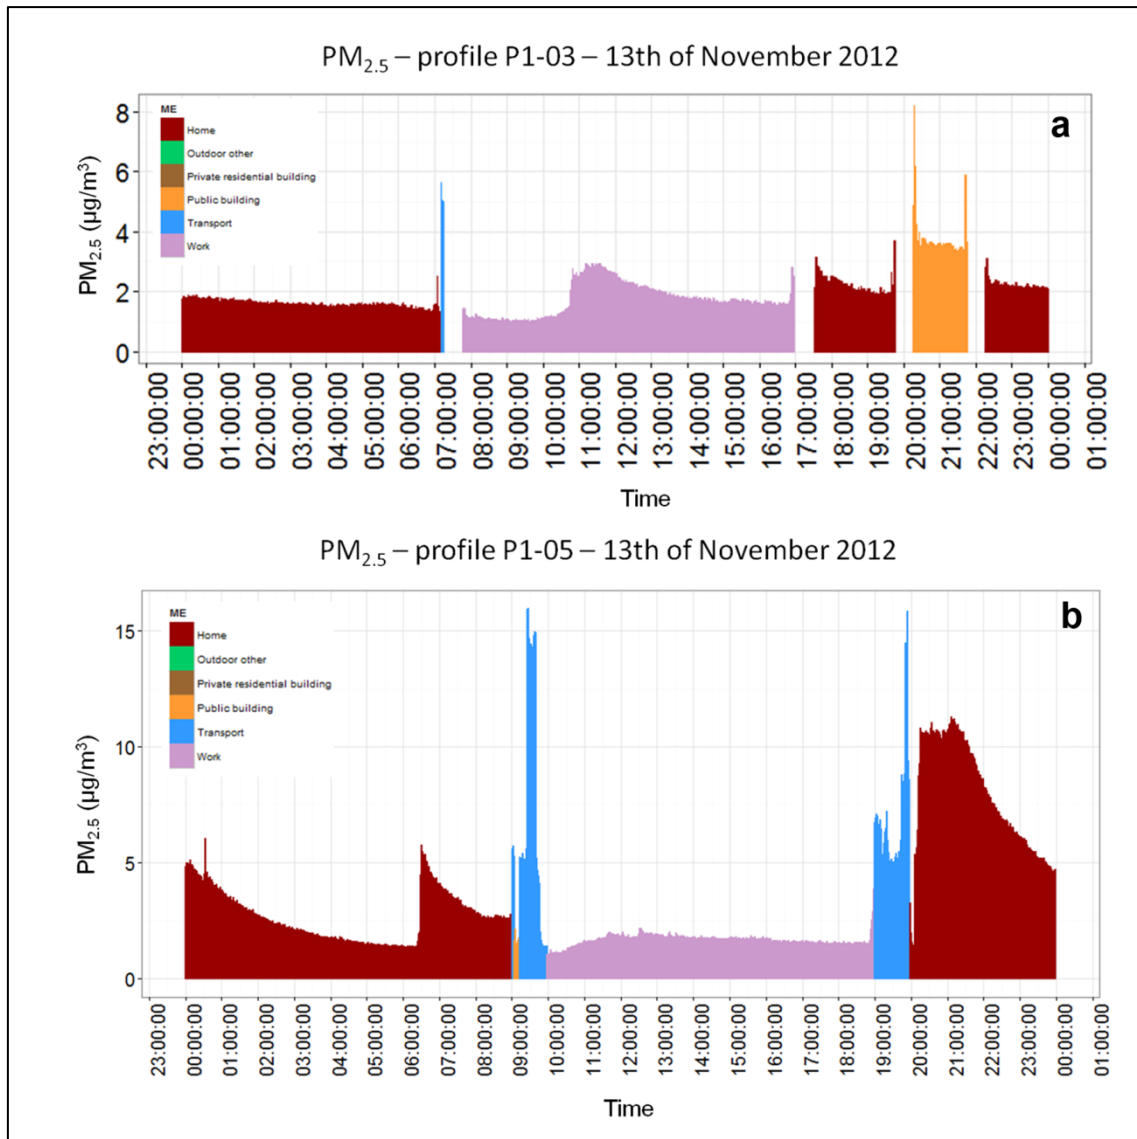 PM2.5 – profile P1-03 – 13th of November 2012
a
ME
Home
Outdoor other
Private residential building
Public building
Transport
Work
PM2.5 (µg/m³)
8
6
4
2
0
23:00:00
00:00:00
01:00:00
02:00:00
03:00:00
04:00:00
05:00:00
06:00:00
07:00:00
08:00:00
09:00:00
10:00:00
11:00:00
12:00:00
13:00:00
14:00:00
15:00:00
16:00:00
17:00:00
18:00:00
19:00:00
20:00:00
21:00:00
22:00:00
23:00:00
00:00:00
01:00:00
Time
PM2.5 – profile P1-05 – 13th of November 2012
b
ME
Home
Outdoor other
Private residential building
Public building
Transport
Work
PM2.5 (µg/m³)
15
10
5
0
23:00:00
00:00:00
01:00:00
02:00:00
03:00:00
04:00:00
05:00:00
06:00:00
07:00:00
08:00:00
09:00:00
10:00:00
11:00:00
12:00:00
13:00:00
14:00:00
15:00:00
16:00:00
17:00:00
18:00:00
19:00:00
20:00:00
21:00:00
22:00:00
23:00:00
00:00:00
01:00:00
Time